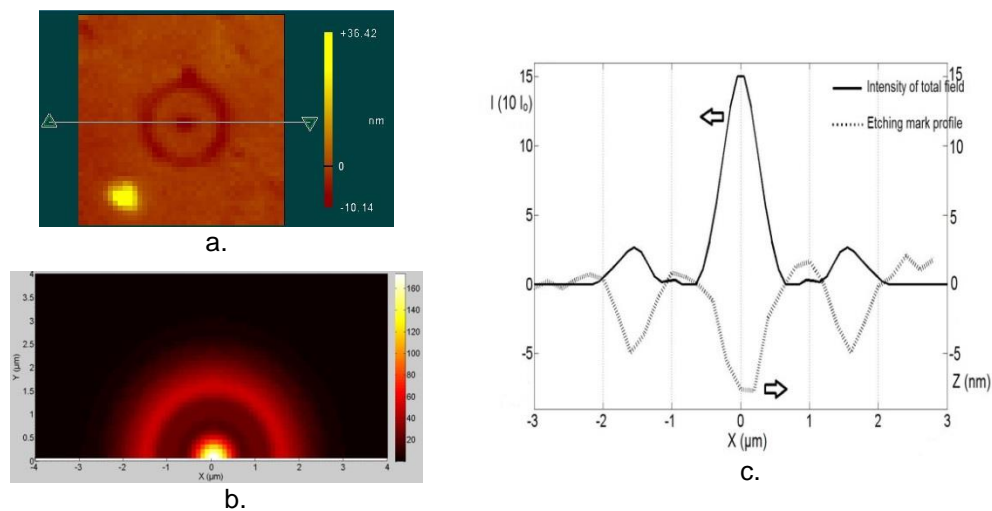 +36.42
nm
0
-10.14
a.
4
3.5
3
2.5
2
1.5
1
0.5
0
Y (µm)
-4 -3 -2 -1 0 1 2 3 4
X (µm)
160
140
120
100
80
60
40
20
b.
I (10 I₀)
15
10
5
0
-5
Intensity of total field
Etching mark profile
15
10
5
0
-5
Z (nm)
-3 -2 -1 0 1 2 3
X (µm)
c.